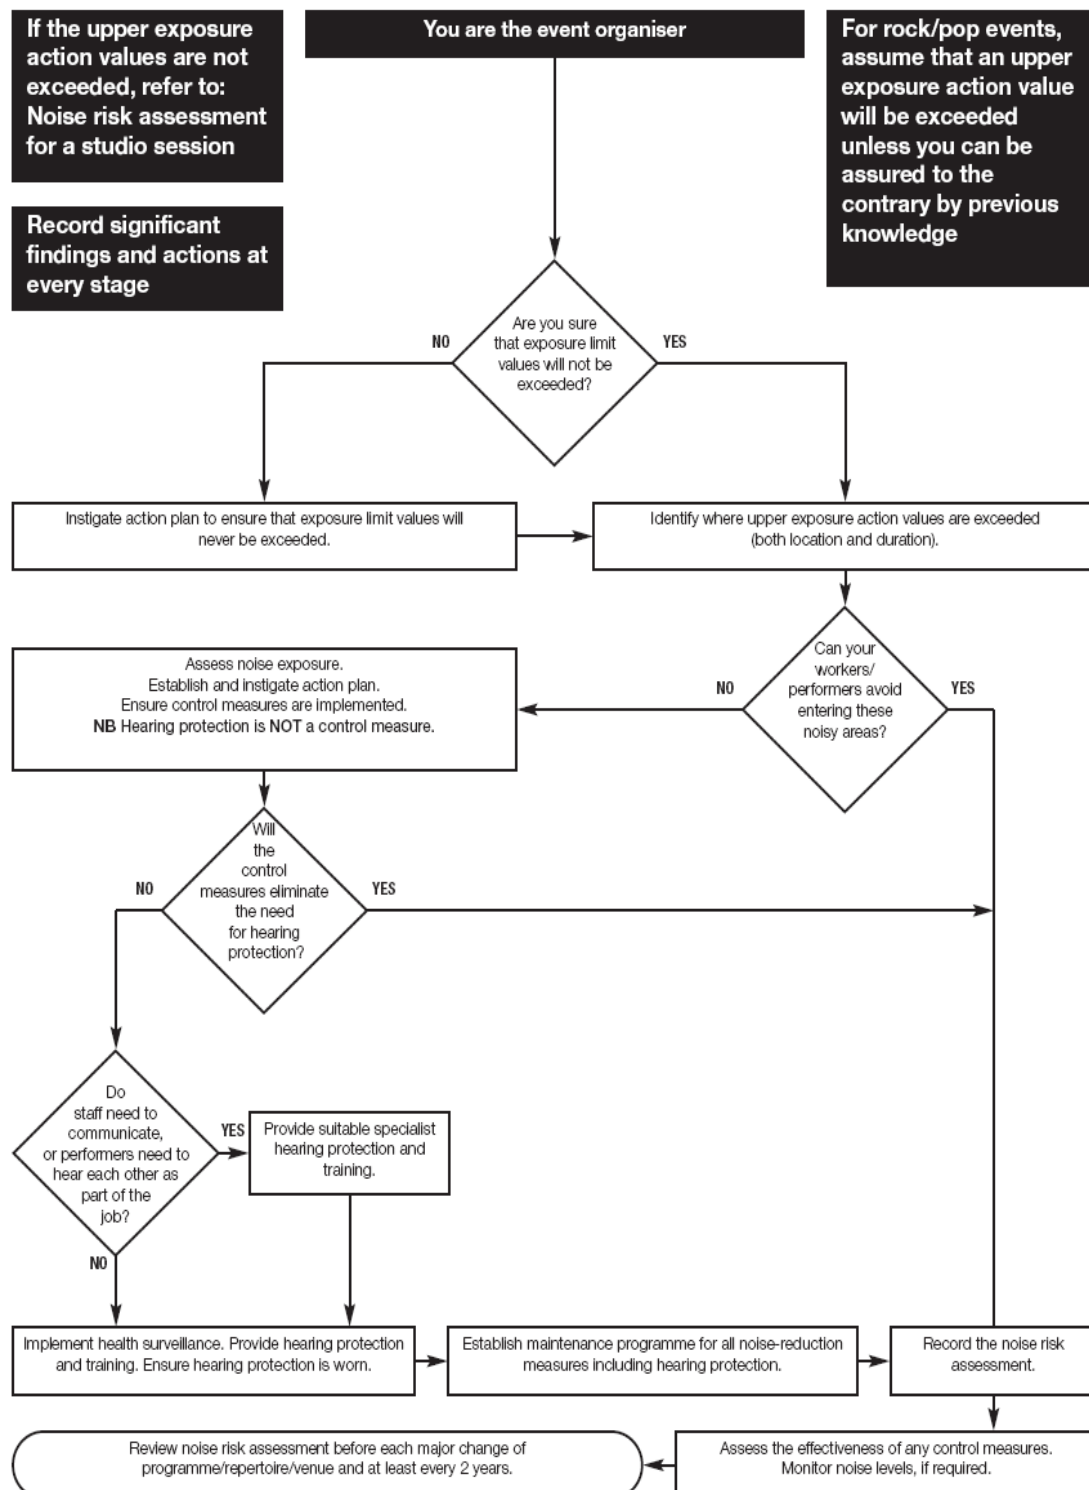 If the upper exposure
action values are not
exceeded, refer to:
Noise risk assessment
for a studio session
You are the event organiser
For rock/pop events,
assume that an upper
exposure action value
will be exceeded
unless you can be
assured to the
contrary by previous
knowledge
Record significant
findings and actions at
every stage
Are you sure
that exposure limit
values will not be
exceeded?
NO
YES
Instigate action plan to ensure that exposure limit values will
never be exceeded.
Identify where upper exposure action values are exceeded
(both location and duration).
Can your
workers/
performers avoid
entering these
noisy areas?
NO
YES
Assess noise exposure.
Establish and instigate action plan.
Ensure control measures are implemented.
NB Hearing protection is NOT a control measure.
Will
the
control
measures eliminate
the need
for hearing
protection?
NO
YES
Do
staff need to
communicate,
or performers need to
hear each other as
part of the
job?
YES
NO
Provide suitable specialist
hearing protection and
training.
Implement health surveillance. Provide hearing protection
and training. Ensure hearing protection is worn.
Establish maintenance programme for all noise-reduction
measures including hearing protection.
Record the noise risk
assessment.
Assess the effectiveness of any control measures.
Monitor noise levels, if required.
Review noise risk assessment before each major change of
programme/repertoire/venue and at least every 2 years.